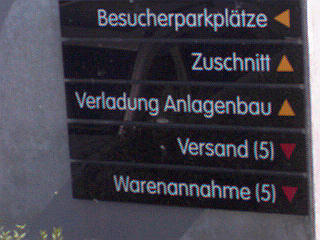 Besucherparkplätze ◀
Zuschnitt ▲
Verladung Anlagenbau ▲
Versand (5) ▼
Warenannahme (5) ▼